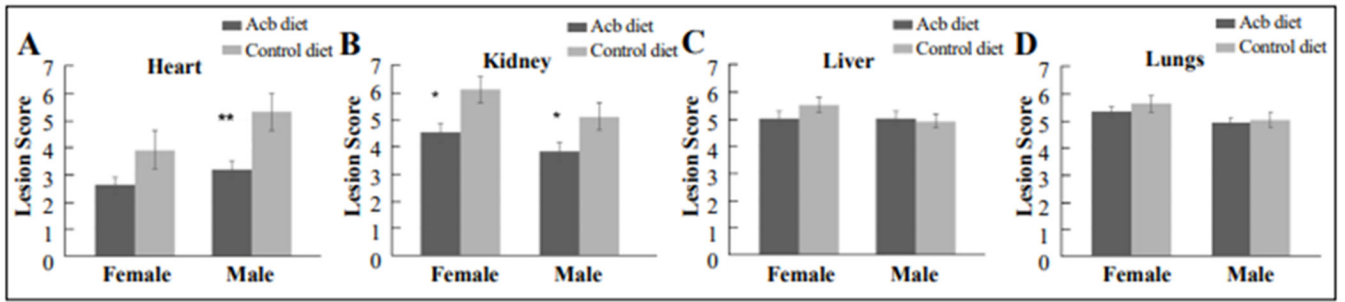 A
Heart
Acb diet
Control diet
Lesion Score
7
6
5
4
3
2
1
0
**
Female
Male
B
Kidney
Acb diet
Control diet
Lesion Score
7
6
5
4
3
2
1
0
*
*
Female
Male
C
Liver
Acb diet
Control diet
Lesion Score
7
6
5
4
3
2
1
0
Female
Male
D
Lungs
Acb diet
Control diet
Lesion Score
7
6
5
4
3
2
1
0
Female
Male